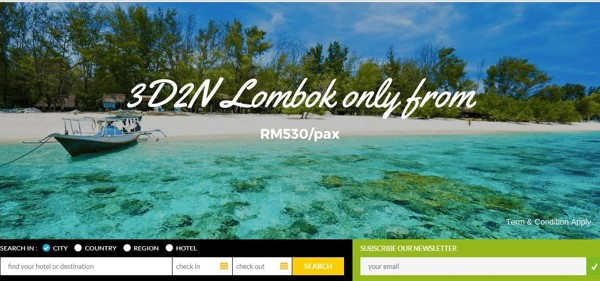 3D2N Lombok only from
RM530/pax
Term & Condition Apply
SEARCH IN : CITY COUNTRY REGION HOTEL
find your hotel or destination check in check out SEARCH
SUBSCRIBE OUR NEWSLETTER
your email